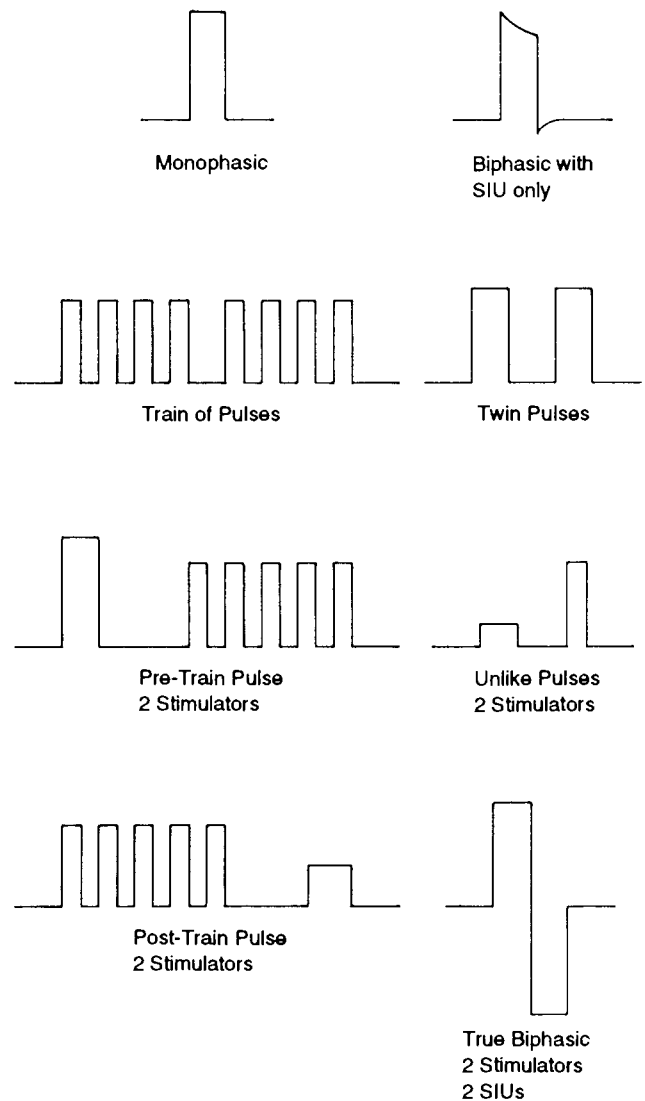 Monophasic
Biphasic with
SIU only
Train of Pulses
Twin Pulses
Pre-Train Pulse
2 Stimulators
Unlike Pulses
2 Stimulators
Post-Train Pulse
2 Stimulators
True Biphasic
2 Stimulators
2 SIUs